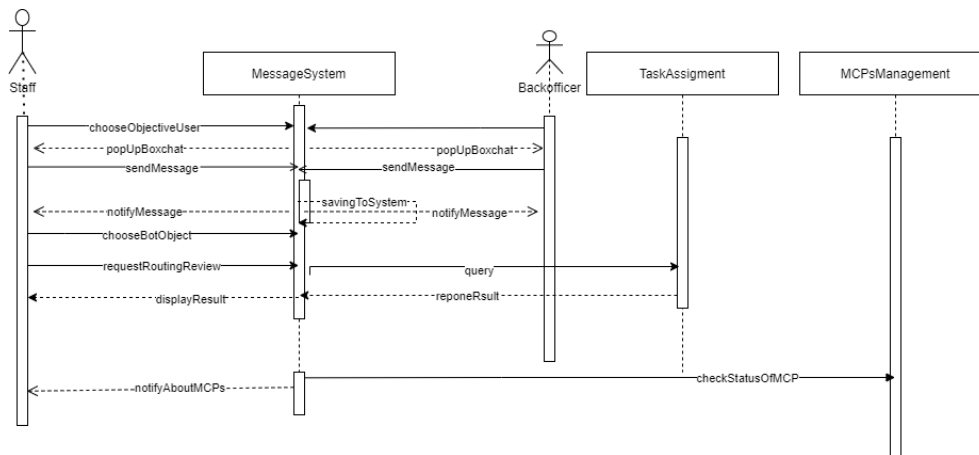 MessageSystem
TaskAssigment
MCPsManagement
Staff
Backofficer
chooseObjectiveUser
popUpBoxchat
popUpBoxchat
sendMessage
sendMessage
savingToSystem
notifyMessage
notifyMessage
chooseBotObject
requestRoutingReview
query
displayResult
reponeRsult
checkStatusOfMCP
notifyAboutMCPs